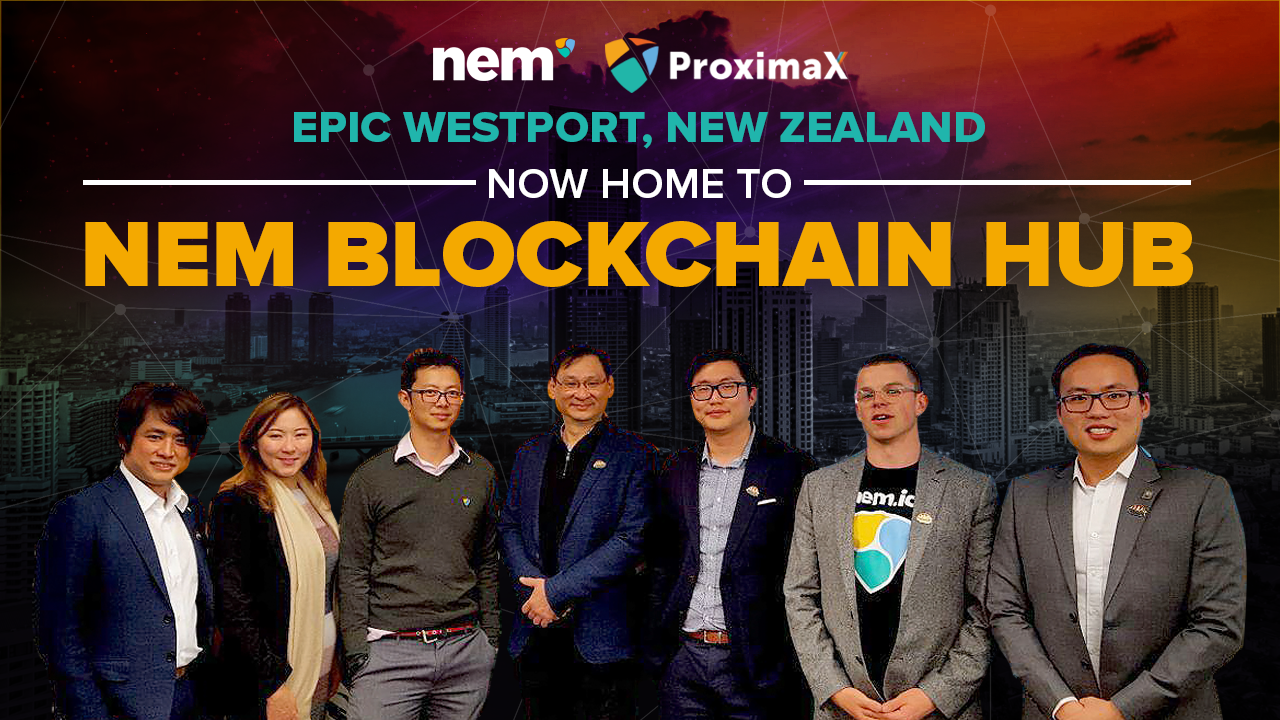 nem ProximaX
EPIC WESTPORT, NEW ZEALAND
NOW HOME TO
NEM BLOCKCHAIN HUB
nem.io